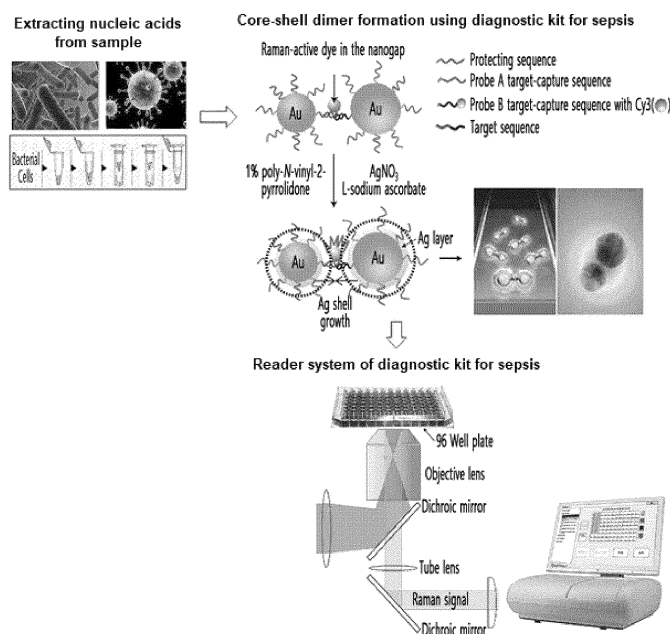 Extracting nucleic acids
from sample
Core-shell dimer formation using diagnostic kit for sepsis
Raman-active dye in the nanogap
Protecting sequence
Probe A target-capture sequence
Probe B target-capture sequence with Cy3( )
Target sequence
Au
Au
Bacterial
Cells
1% poly-N-vinyl-2-
pyrrolidone
AgNO3
L-sodium ascorbate
Ag layer
Au
Au
Ag shell
growth
Reader system of diagnostic kit for sepsis
96 Well plate
Objective lens
Dichroic mirror
Tube lens
Raman signal
Dichroic mirror